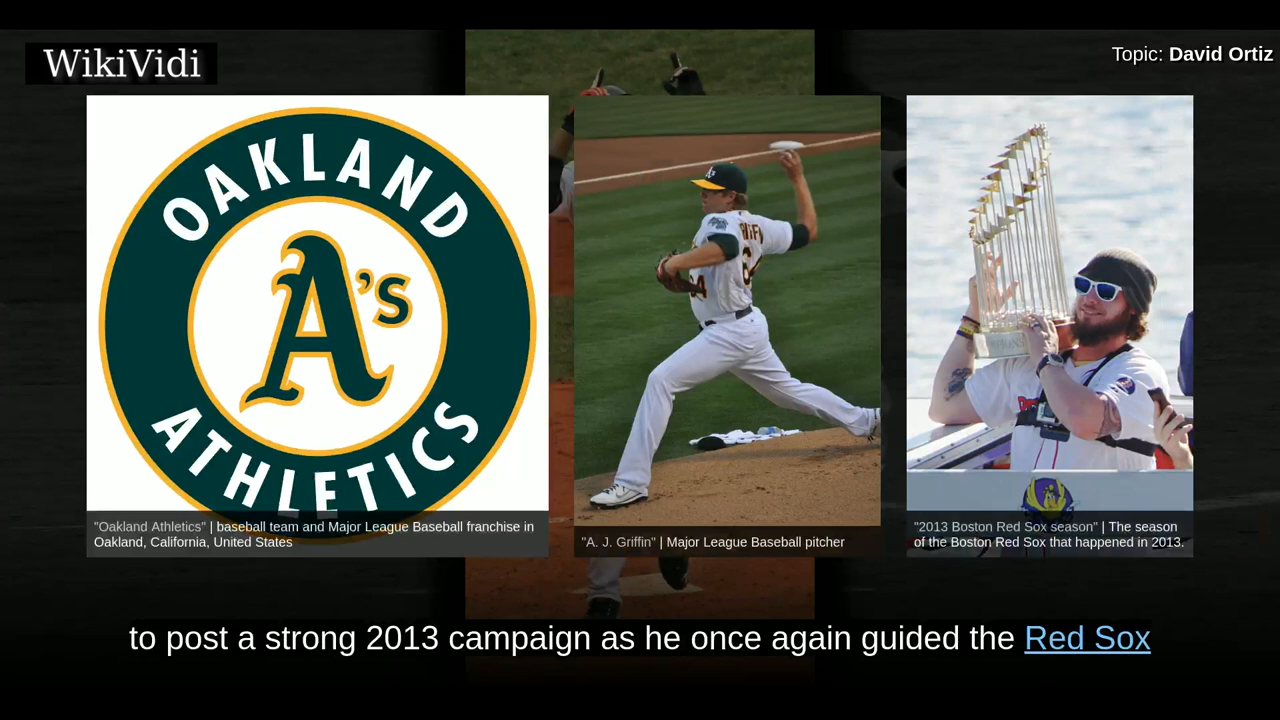 WikiVidi
Topic: David Ortiz
OAKLAND
A's
ATHLETICS
A's
64
"Oakland Athletics" | baseball team and Major League Baseball franchise in
Oakland, California, United States
"A. J. Griffin" | Major League Baseball pitcher
"2013 Boston Red Sox season" | The season
of the Boston Red Sox that happened in 2013.
to post a strong 2013 campaign as he once again guided the Red Sox